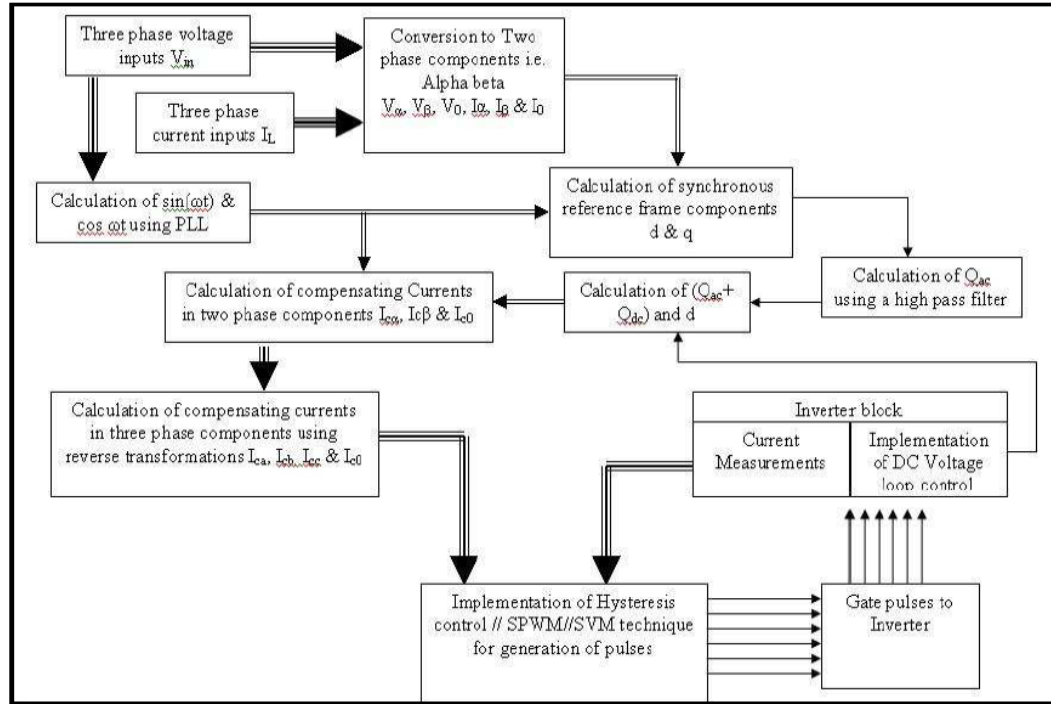 Three phase voltage
inputs Vin
Conversion to Two
phase components i.e.
Alpha beta
Vα, Vβ, V0, Iα, Iβ & I0
Three phase
current inputs IL
Calculation of sin(ωt) &
cos ωt using PLL
Calculation of synchronous
reference frame components
d & q
Calculation of Qac
using a high pass filter
Calculation of (Qac+
Qdc) and d
Calculation of compensating Currents
in two phase components Icα, Icβ & Ic0
Calculation of compensating currents
in three phase components using
reverse transformations Ica, Icb, Icc & Ic0
Inverter block
Current
Measurements
Implementation
of DC Voltage
loop control
Implementation of Hysteresis
control // SPWM//SVM technique
for generation of pulses
Gate pulses to
Inverter